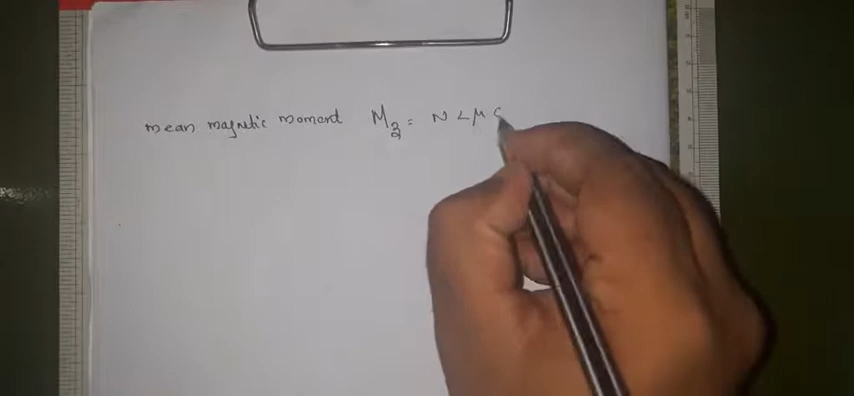 mean magnetic moment M_z = N < μ c